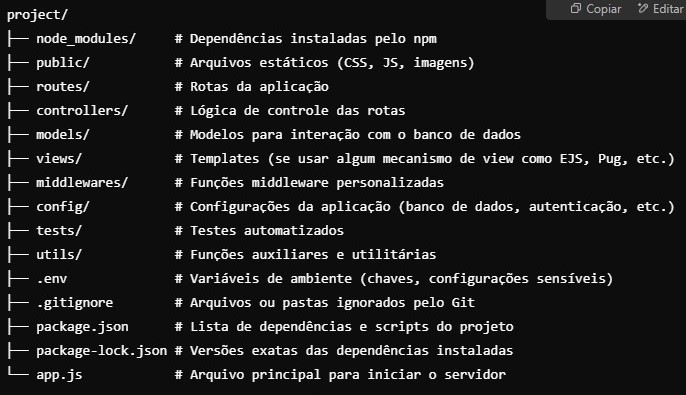 Copiar Editar
project/
├── node_modules/     # Dependências instaladas pelo npm
├── public/           # Arquivos estáticos (CSS, JS, imagens)
├── routes/           # Rotas da aplicação
├── controllers/      # Lógica de controle das rotas
├── models/           # Modelos para interação com o banco de dados
├── views/            # Templates (se usar algum mecanismo de view como EJS, Pug, etc.)
├── middlewares/      # Funções middleware personalizadas
├── config/           # Configurações da aplicação (banco de dados, autenticação, etc.)
├── tests/            # Testes automatizados
├── utils/            # Funções auxiliares e utilitárias
├── .env              # Variáveis de ambiente (chaves, configurações sensíveis)
├── .gitignore        # Arquivos ou pastas ignorados pelo Git
├── package.json      # Lista de dependências e scripts do projeto
├── package-lock.json # Versões exatas das dependências instaladas
└── app.js            # Arquivo principal para iniciar o servidor